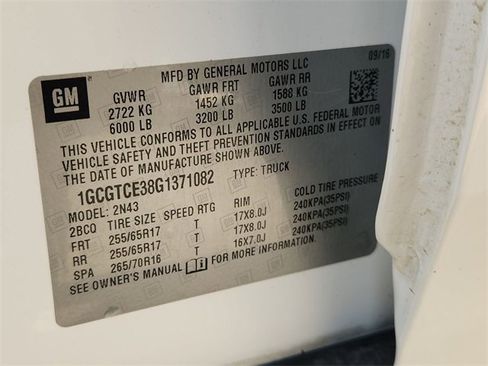 MFD BY GENERAL MOTORS LLC 09/16
GM GVWR GAWR FRT GAWR RR
2722 KG 1452 KG 1588 KG
6000 LB 3200 LB 3500 LB
THIS VEHICLE CONFORMS TO ALL APPLICABLE U.S. FEDERAL MOTOR
VEHICLE SAFETY AND THEFT PREVENTION STANDARDS IN EFFECT ON
THE DATE OF MANUFACTURE SHOWN ABOVE.
1GCGTCE38G1371082 TYPE: TRUCK
MODEL: 2N43
2BCQ TIRE SIZE SPEED RTG RIM COLD TIRE PRESSURE
FRT 255/65R17 T 17X8.0J 240KPA(35PSI)
RR 255/65R17 T 17X8.0J 240KPA(35PSI)
SPA 265/70R16 T 16X7.0J 240KPA(35PSI)
SEE OWNER'S MANUAL FOR MORE INFORMATION.